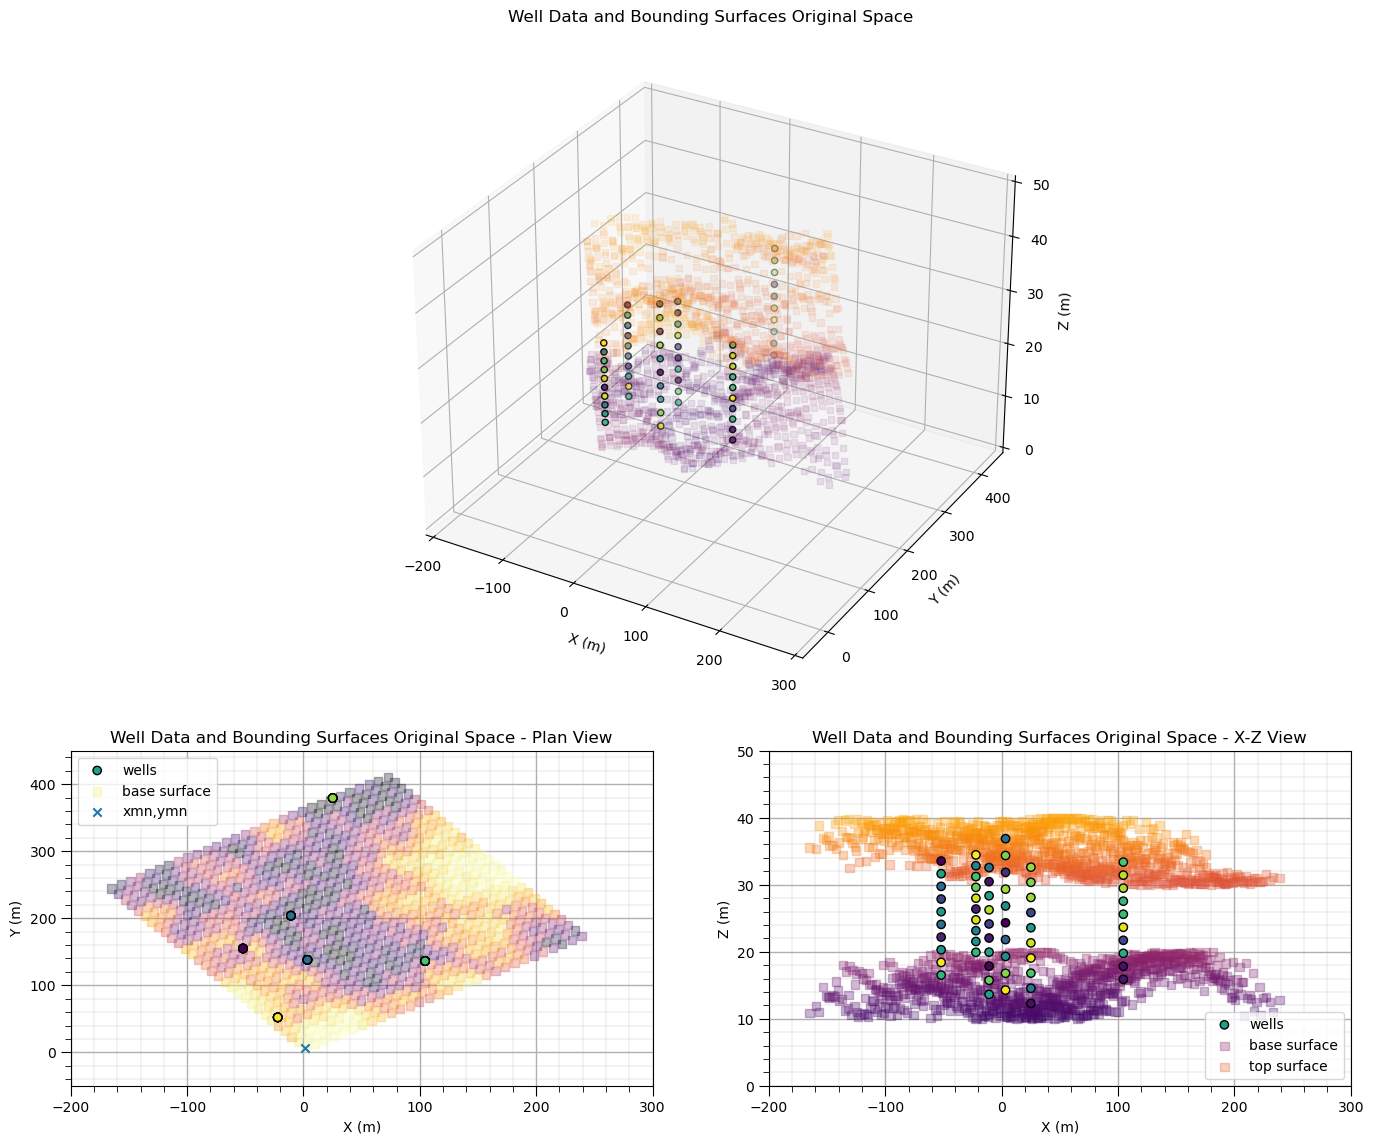 Well Data and Bounding Surfaces Original Space
50
40
30
20
10
0
Z (m)
400
300
200
100
0
Y (m)
−200
−100
0
100
200
300
X (m)
Well Data and Bounding Surfaces Original Space - Plan View
wells
base surface
xmn,ymn
400
300
200
100
0
Y (m)
−200
−100
0
100
200
300
X (m)
Well Data and Bounding Surfaces Original Space - X-Z View
50
40
30
20
10
0
Z (m)
wells
base surface
top surface
−200
−100
0
100
200
300
X (m)